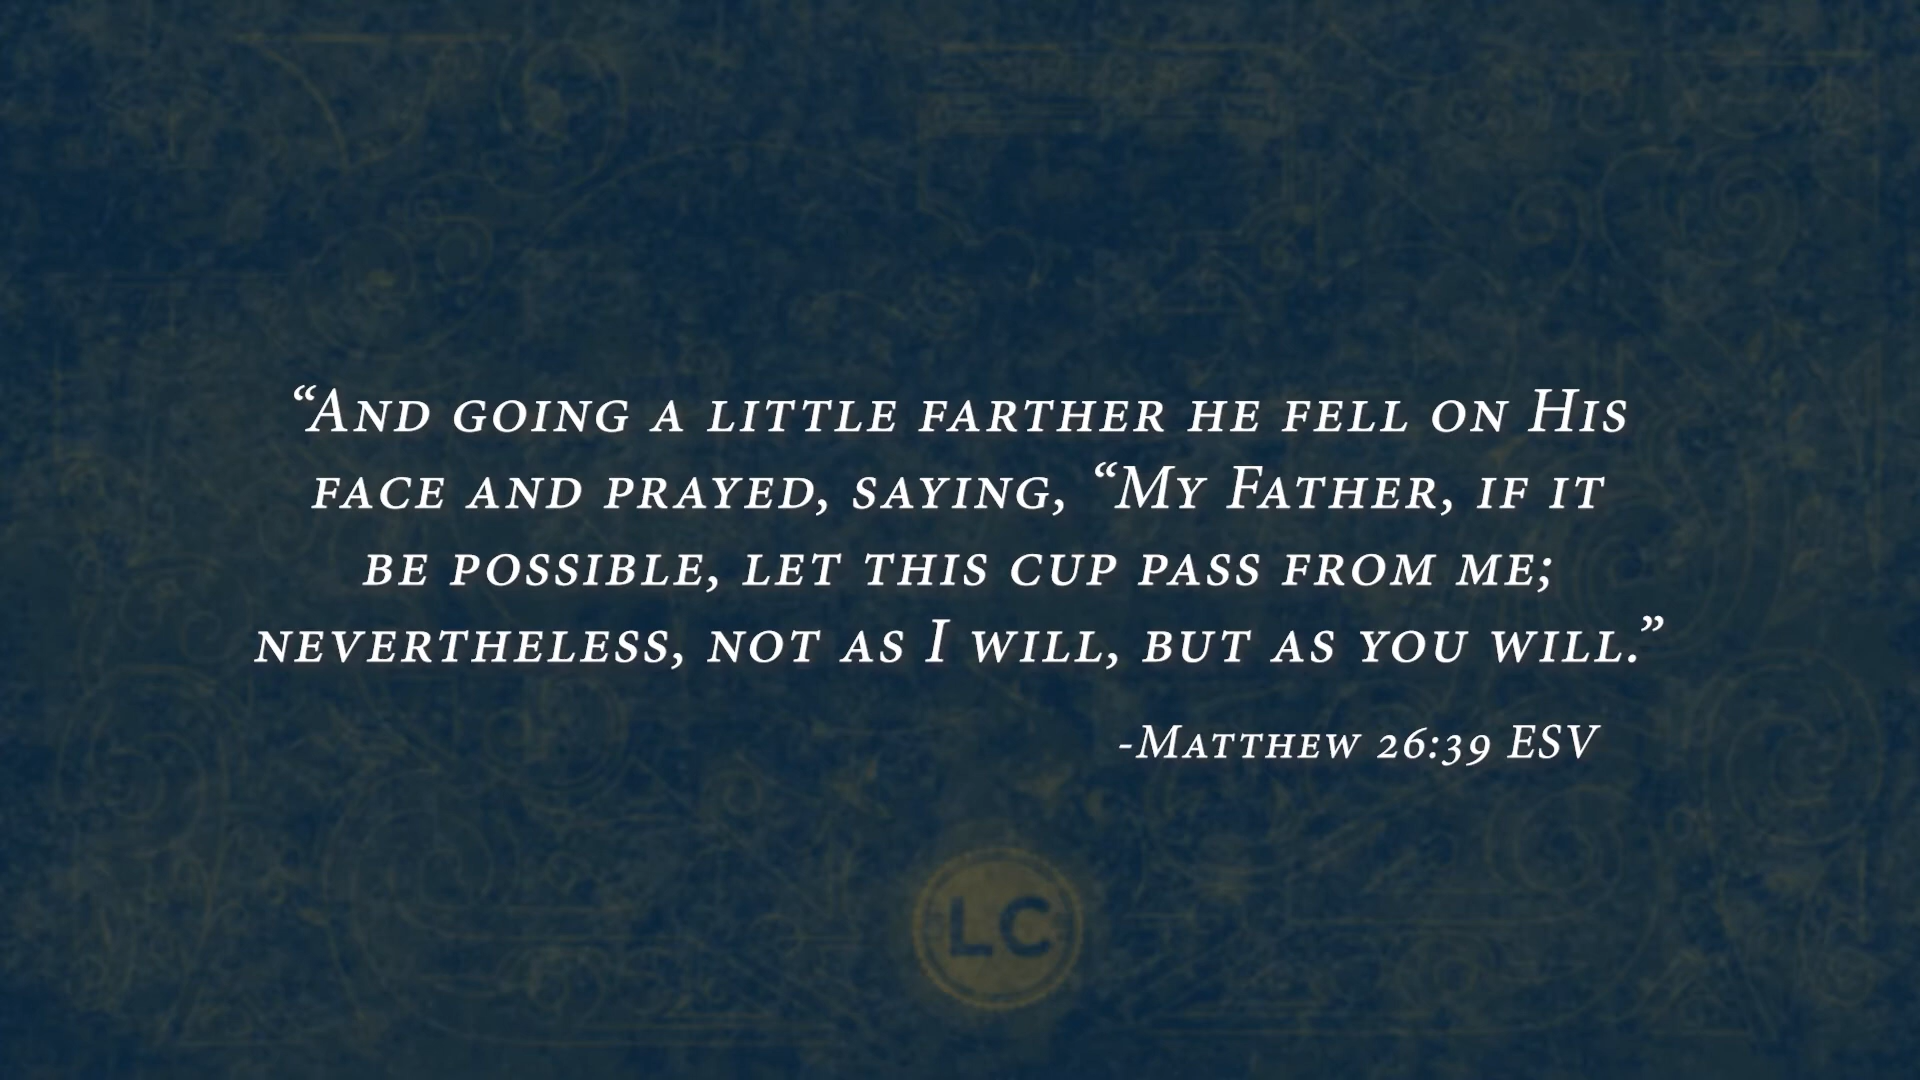 “And going a little farther he fell on His
face and prayed, saying, “My Father, if it
be possible, let this cup pass from me;
nevertheless, not as I will, but as you will.”
-Matthew 26:39 ESV
LC